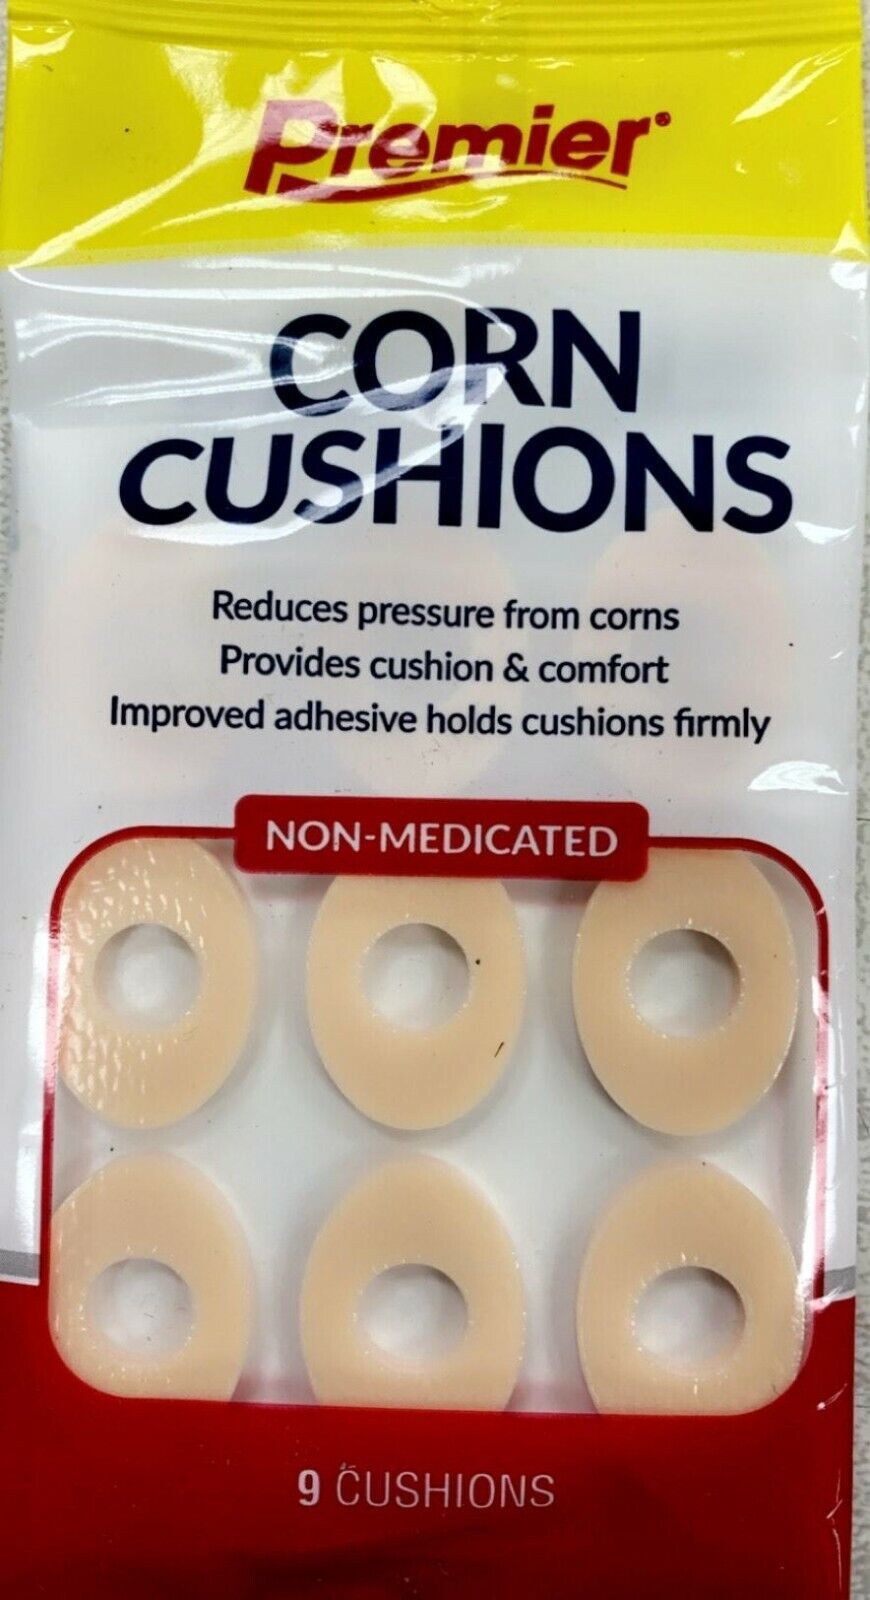 Premier®
CORN
CUSHIONS
Reduces pressure from corns
Provides cushion & comfort
Improved adhesive holds cushions firmly
NON-MEDICATED
9 CUSHIONS